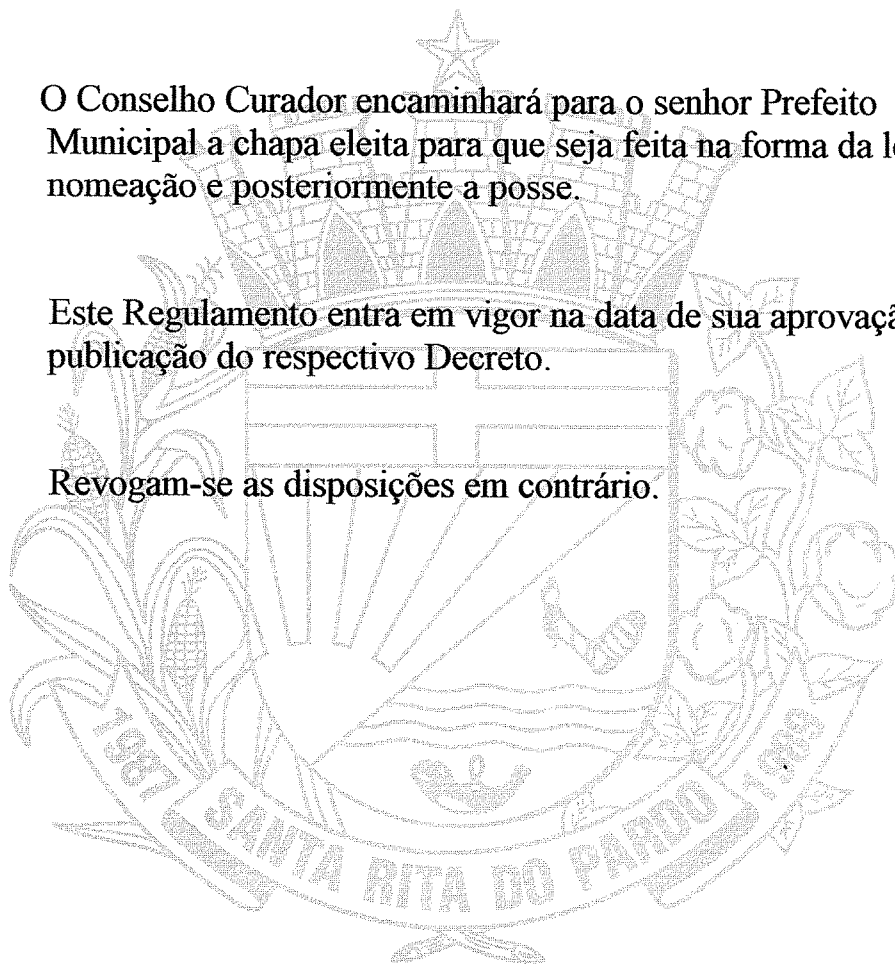 O Conselho Curador encaminhará para o senhor Prefeito
Municipal a chapa eleita para que seja feita na forma da
nomeação e posteriormente a posse.
Este Regulamento entra em vigor na data de sua
publicação do respectivo Decreto.
Revogam-se as disposições em contrário.
1987 SANTA RITA DO PARDO 1989